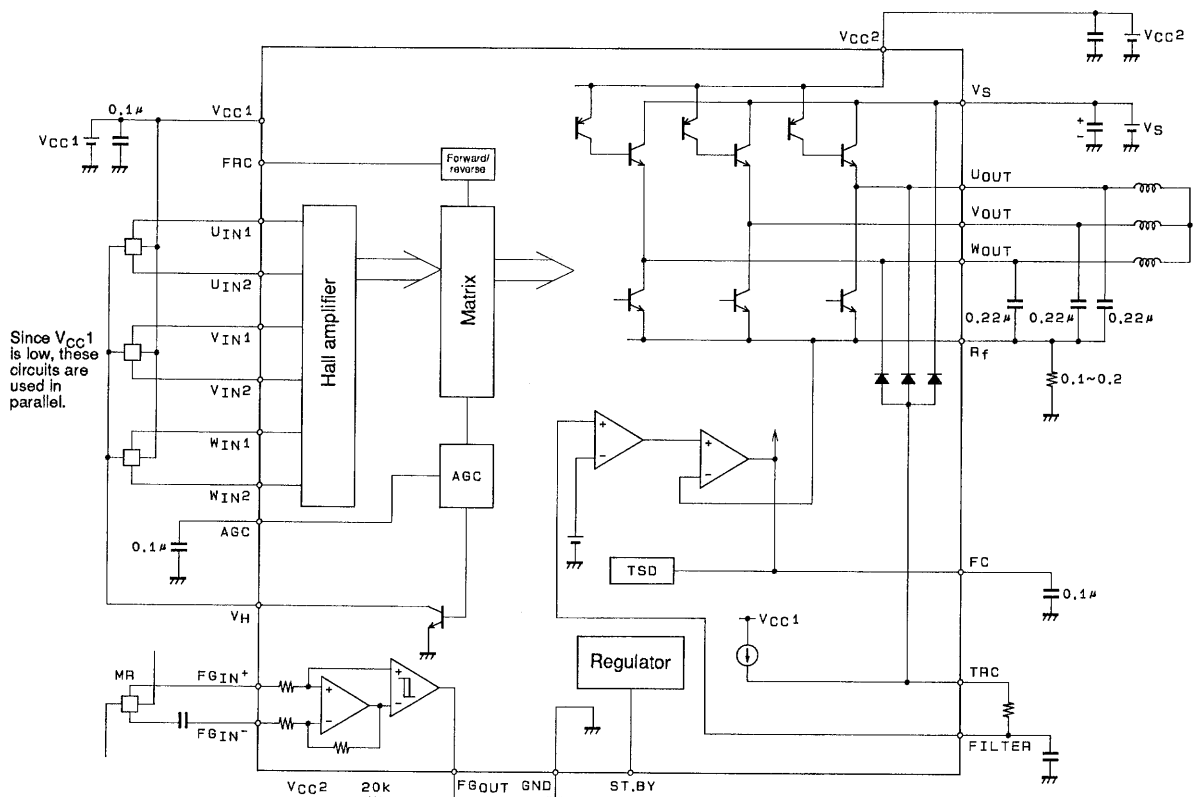 VCC2
VCC2
0.1µ
VCC1
VCC1
VS
VS
+
-
FRC
Forward/
reverse
UOUT
UIN1
VOUT
UIN2
WOUT
Hall amplifier
Matrix
Since VCC1
is low, these
circuits are
used in
parallel.
VIN1
VIN2
0.22µ
0.22µ
0.22µ
Rf
0.1~0.2
WIN1
WIN2
AGC
AGC
+
-
+
-
0.1µ
TSD
FC
0.1µ
VH
VCC1
Regulator
MR
FGIN+
+
-
+
-
FGIN-
TRC
FILTER
VCC2
20k
FGOUT
GND
ST.BY